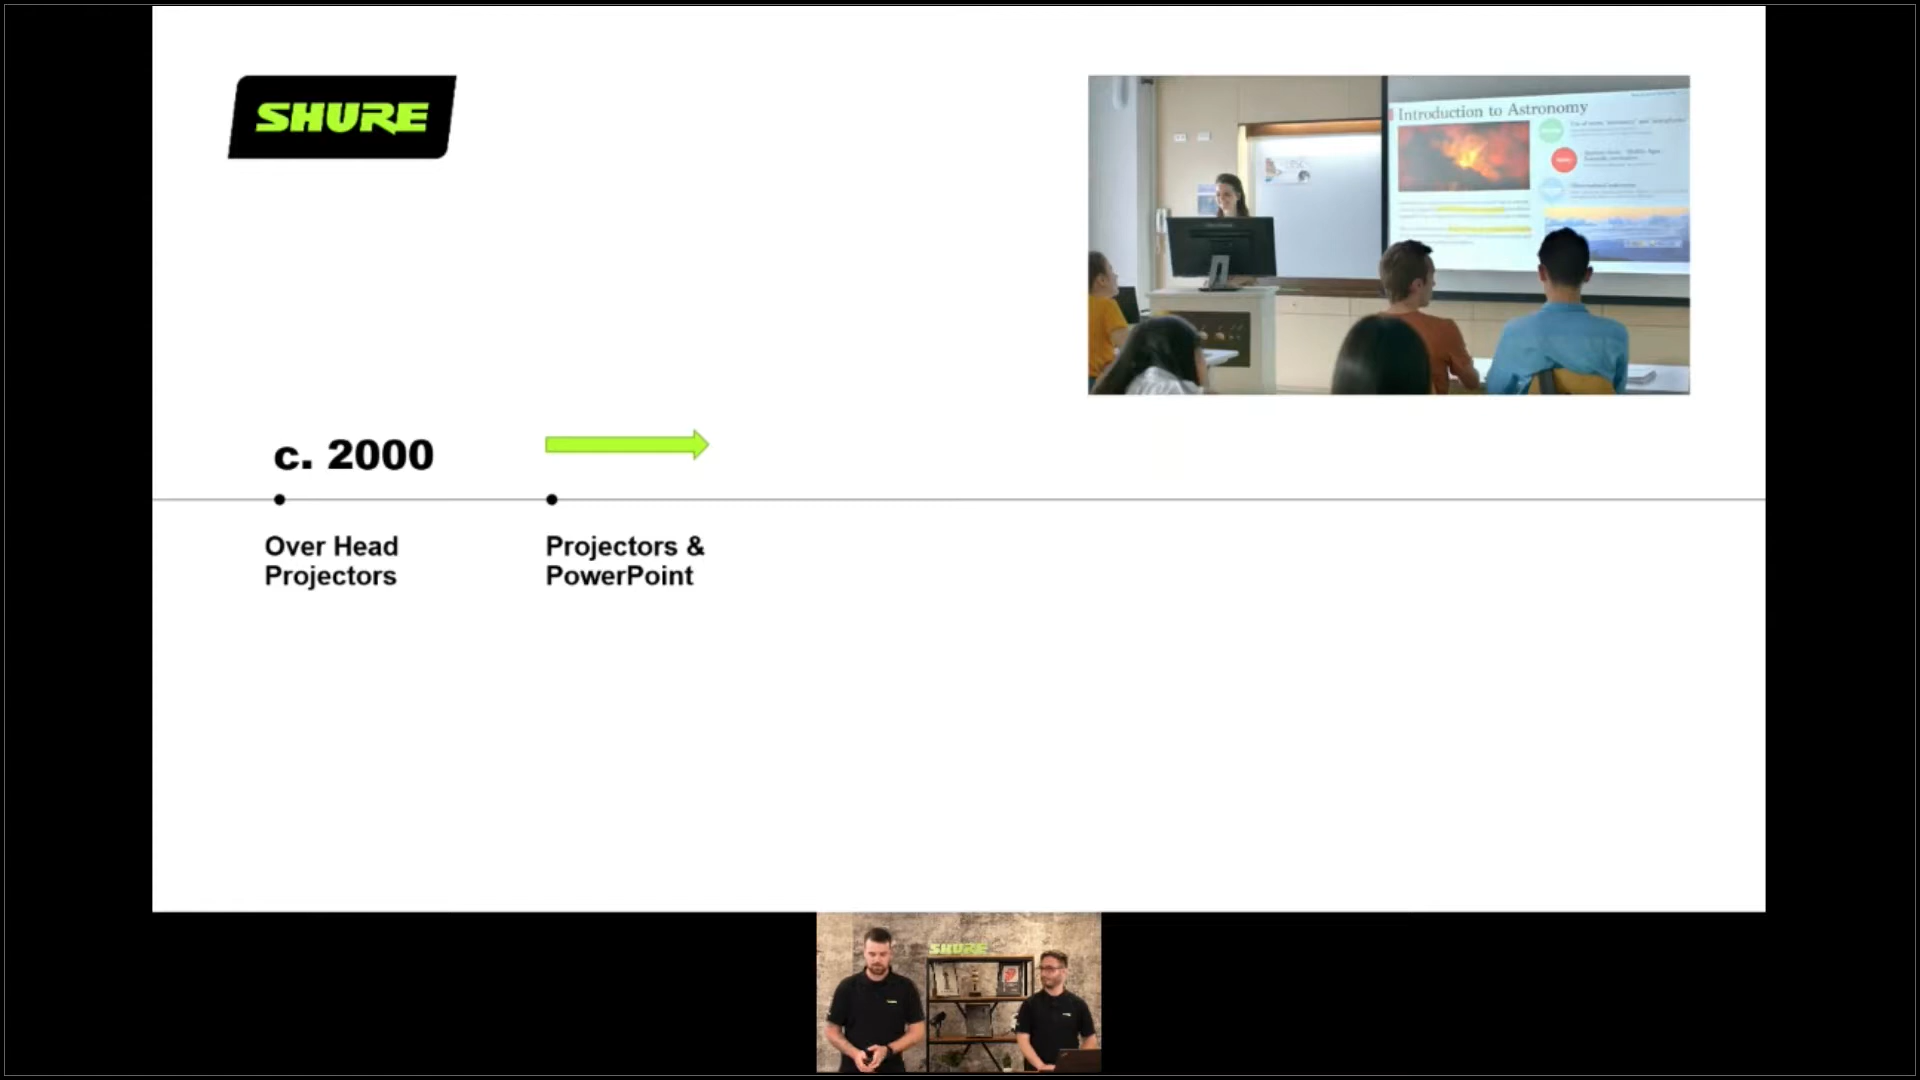 SHURE
Introduction to Astronomy
c. 2000
Over Head
Projectors
Projectors &
PowerPoint
SHURE